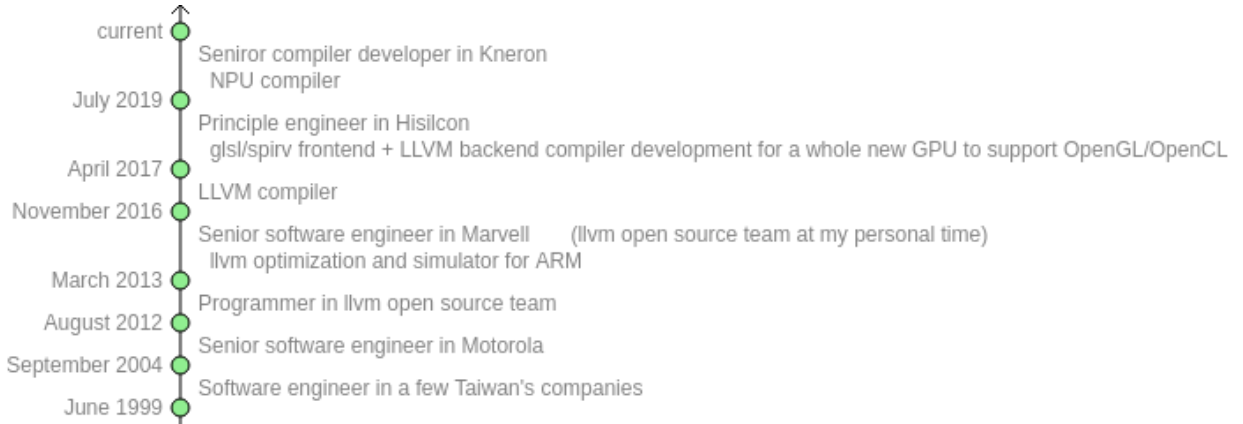 current
Seniror compiler developer in Kneron
NPU compiler
July 2019
Principle engineer in Hisilcon
glsl/spirv frontend + LLVM backend compiler development for a whole new GPU to support OpenGL/OpenCL
April 2017
LLVM compiler
November 2016
Senior software engineer in Marvell (llvm open source team at my personal time)
llvm optimization and simulator for ARM
March 2013
Programmer in llvm open source team
August 2012
Senior software engineer in Motorola
September 2004
Software engineer in a few Taiwan's companies
June 1999